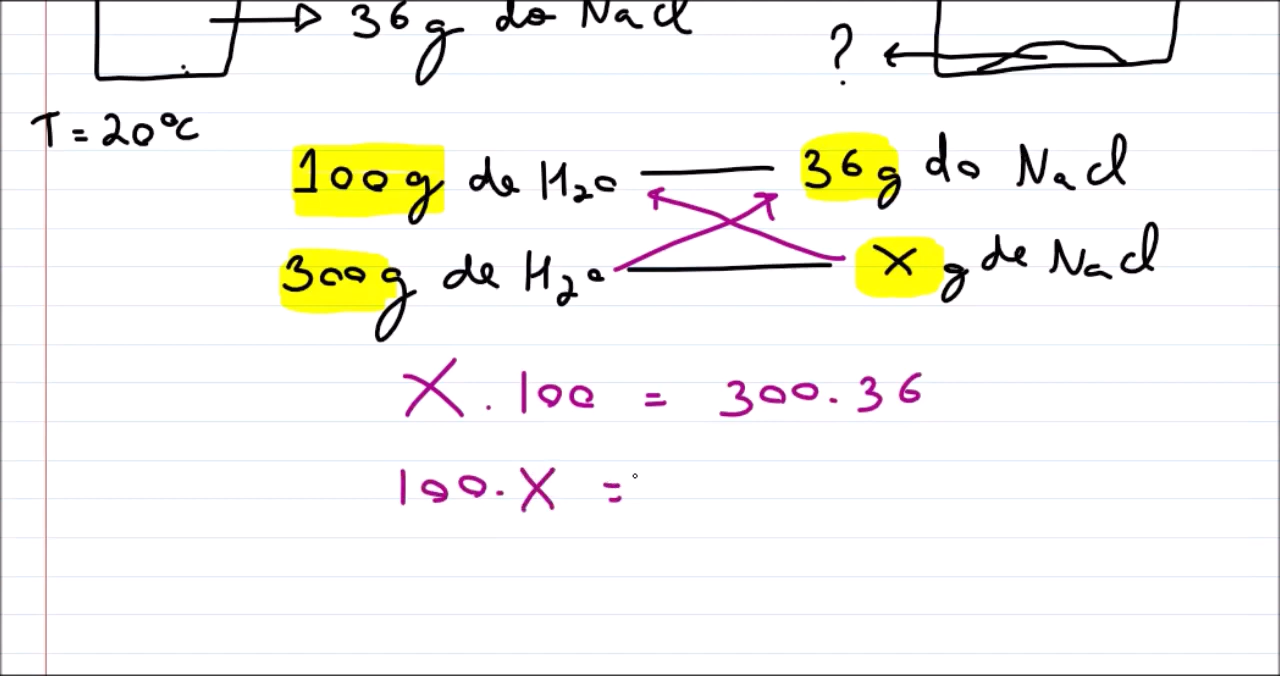 36g do NaCl
?
T = 20°C
100g de H2O 36g do NaCl
300g de H2O X g de NaCl
X . 100 = 300.36
100. X =